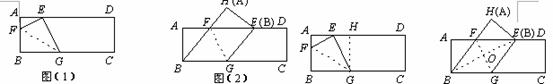 A E D
F
B G C
图(1)
H(A)
A F E(B) D
B G C
图(2)
A E H D
F
B G C
H(A)
A F E(B) D
O
B G C